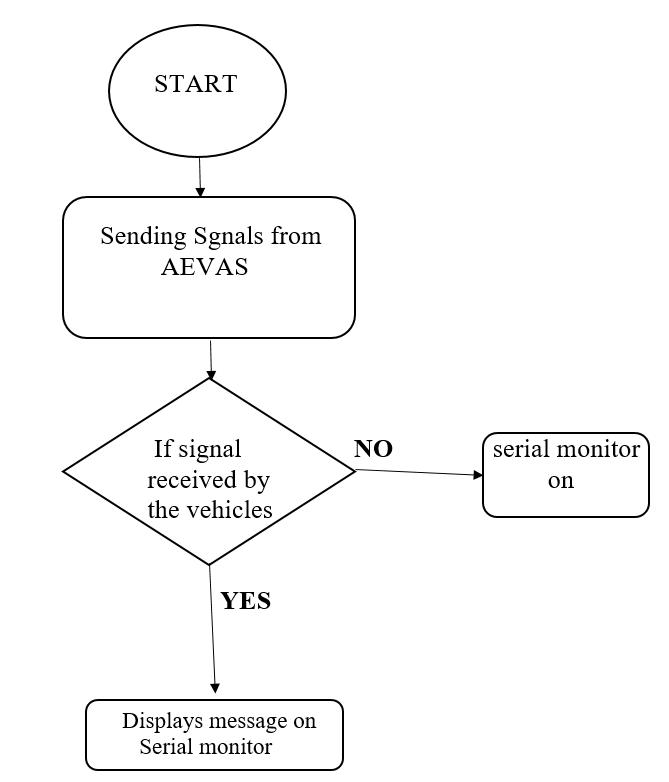 START
Sending Sgnals from
AEVAS
If signal
received by
the vehicles
NO
serial monitor
on
YES
Displays message on
Serial monitor